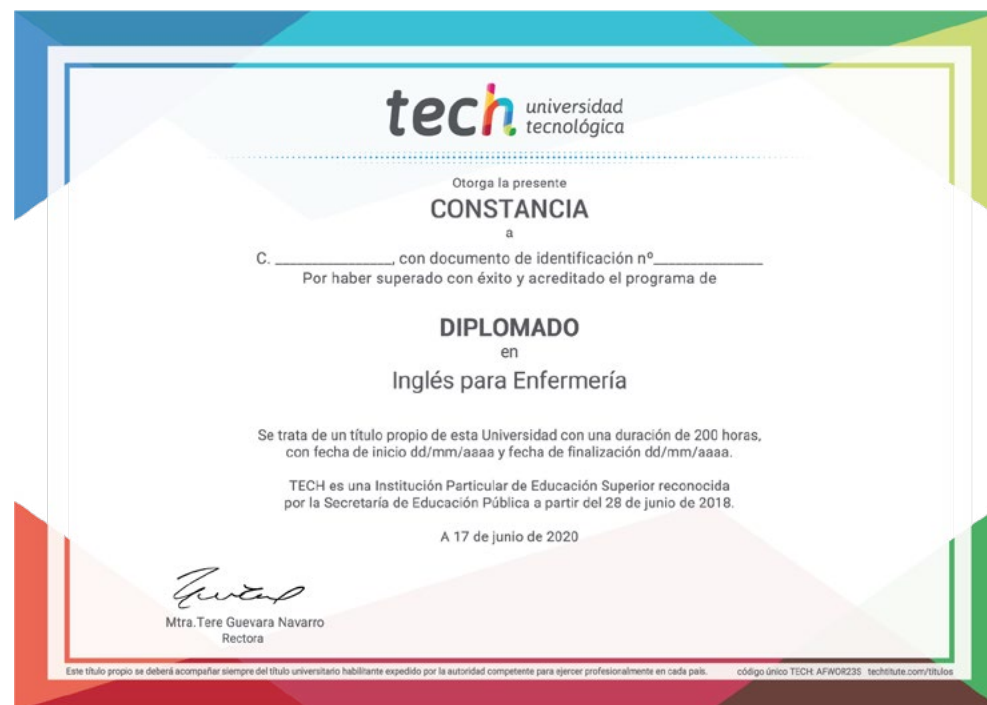 tech universidad
tecnológica
Otorga la presente
CONSTANCIA
a
C. ________________, con documento de identificación nº_______________
Por haber superado con éxito y acreditado el programa de
DIPLOMADO
en
Inglés para Enfermería
Se trata de un título propio de esta Universidad con una duración de 200 horas,
con fecha de inicio dd/mm/aaaa y fecha de finalización dd/mm/aaaa.
TECH es una Institución Particular de Educación Superior reconocida
por la Secretaría de Educación Pública a partir del 28 de junio de 2018.
A 17 de junio de 2020
Mtra.Tere Guevara Navarro
Rectora
Este título propio se deberá acompañar siempre del título universitario habilitante expedido por la autoridad competente para ejercer profesionalmente en cada país. código único TECH: AFWOR23S techtitute.com/titulos